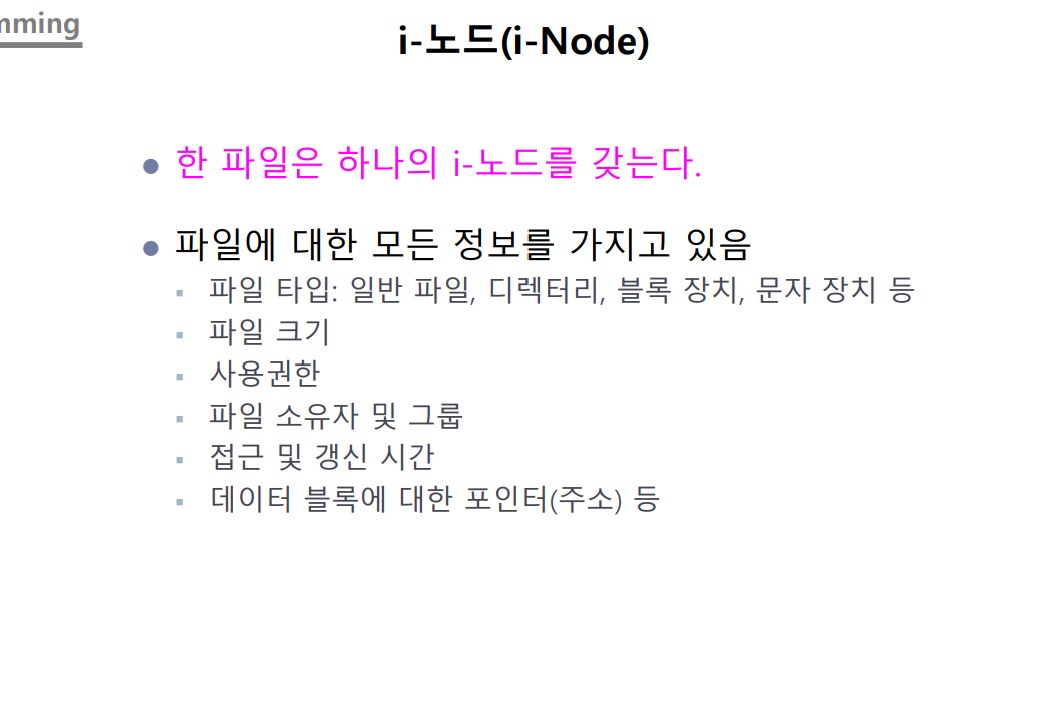 mming
i-노드(i-Node)
한 파일은 하나의 i-노드를 갖는다.
파일에 대한 모든 정보를 가지고 있음
파일 타입: 일반 파일, 디렉터리, 블록 장치, 문자 장치 등
파일 크기
사용권한
파일 소유자 및 그룹
접근 및 갱신 시간
데이터 블록에 대한 포인터(주소) 등